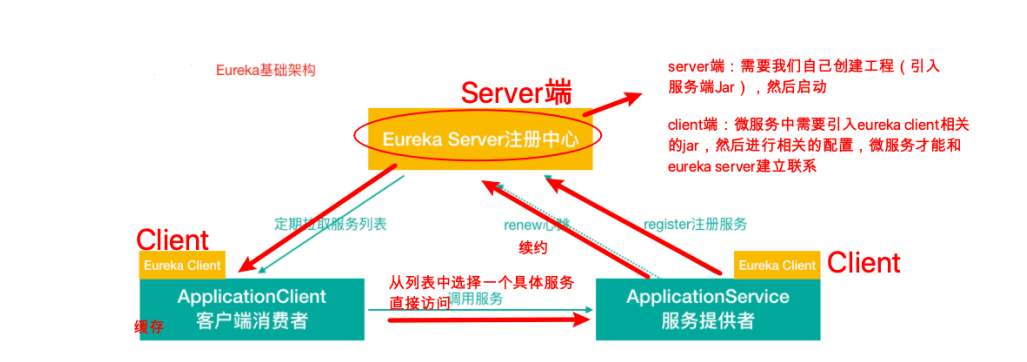 Eureka基础架构
server端：需要我们自己创建工程（引入
服务端Jar），然后启动
Server端
client端：微服务中需要引入eureka client相关
的jar，然后进行相关的配置，微服务才能和
eureka server建立联系
Eureka Server注册中心
定期拉取服务列表
renew心跳
register注册服务
续约
Client
Eureka Client
Eureka Client
Client
从列表中选择一个具体服务
直接访问
调用服务
ApplicationClient
客户端消费者
缓存
ApplicationService
服务提供者